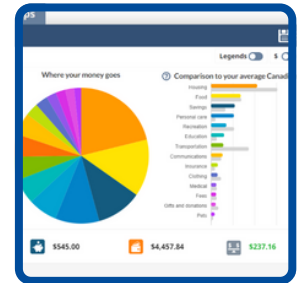 ps
Legends
$
Where your money goes
Comparison to your average Canadi
Housing
Food
Savings
Personal care
Recreation
Education
Transportation
Communications
Insurance
Clothing
Medical
Fees
Gifts and donations
Pets
$545.00
$4,457.84
$237.16